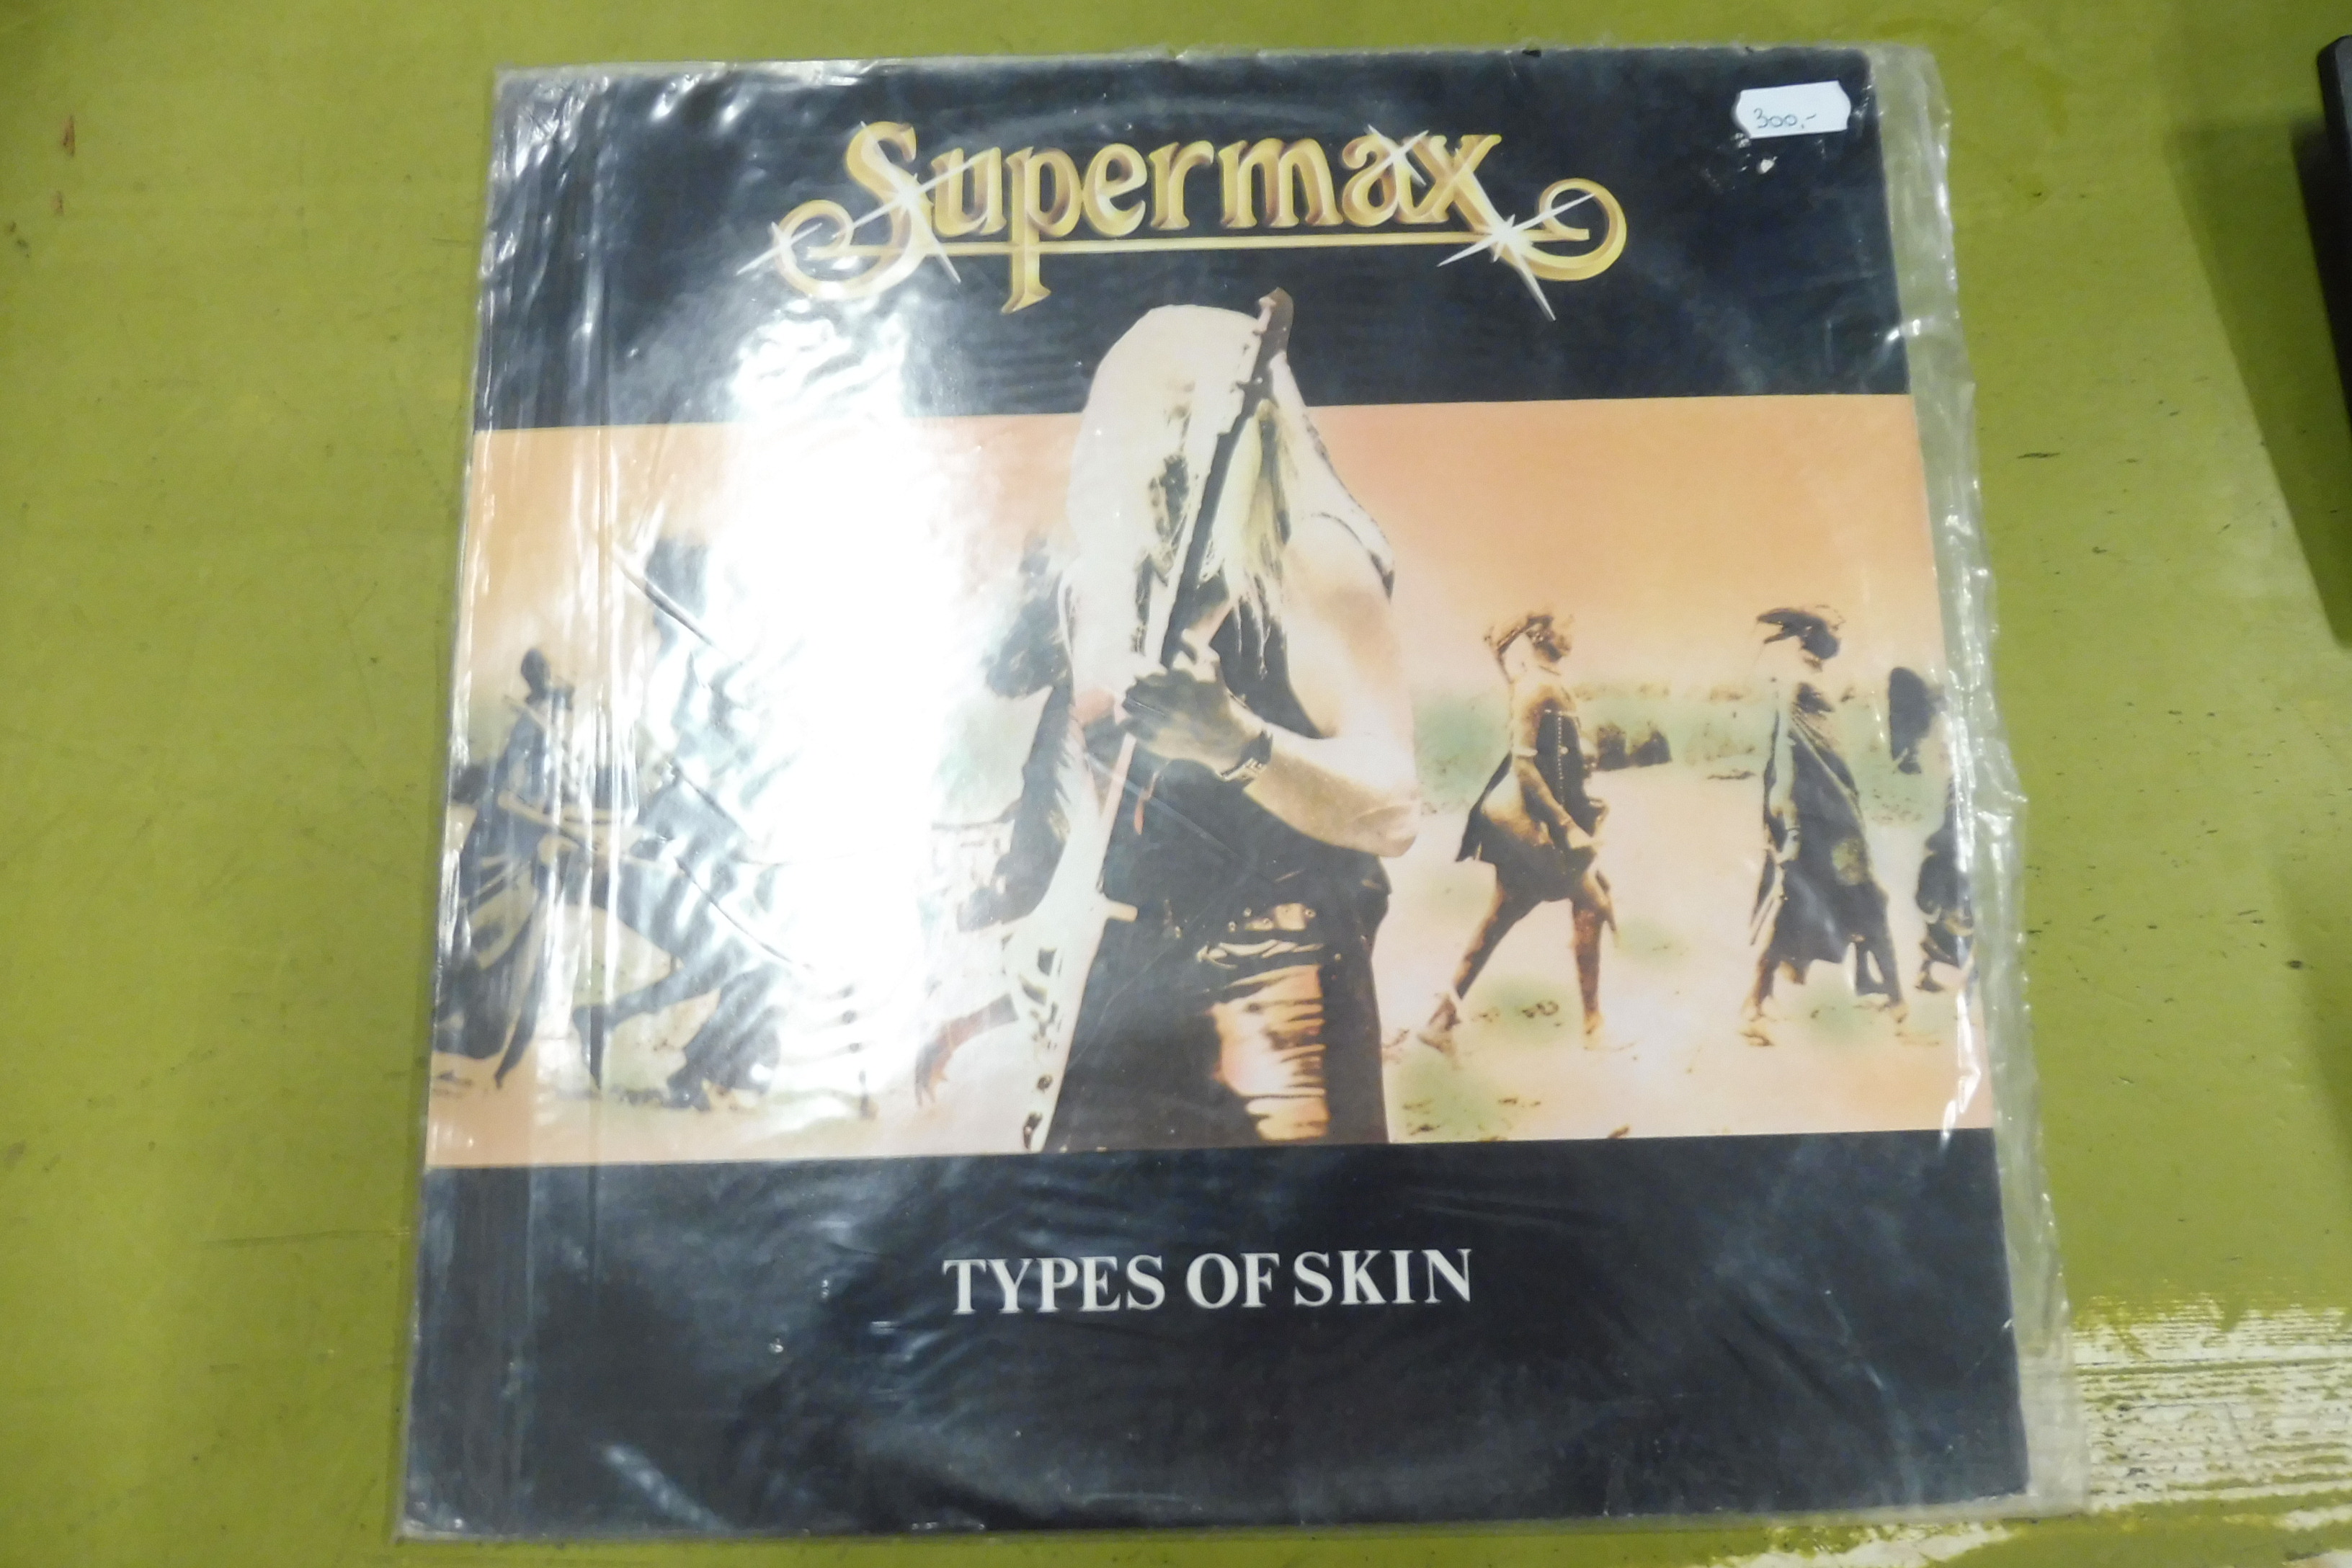 Supermax
300,-
TYPES OF SKIN